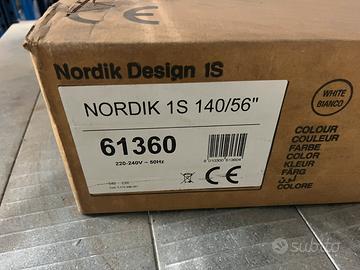 Nordik Design 1S
NORDIK 1S 140/56"
61360
220-240V ~ 50Hz
CE
WHITE
BIANCO
COLOUR
COULEUR
FARBE
COLOR
KLEUR
FÄRG
لون
COLORE
subito